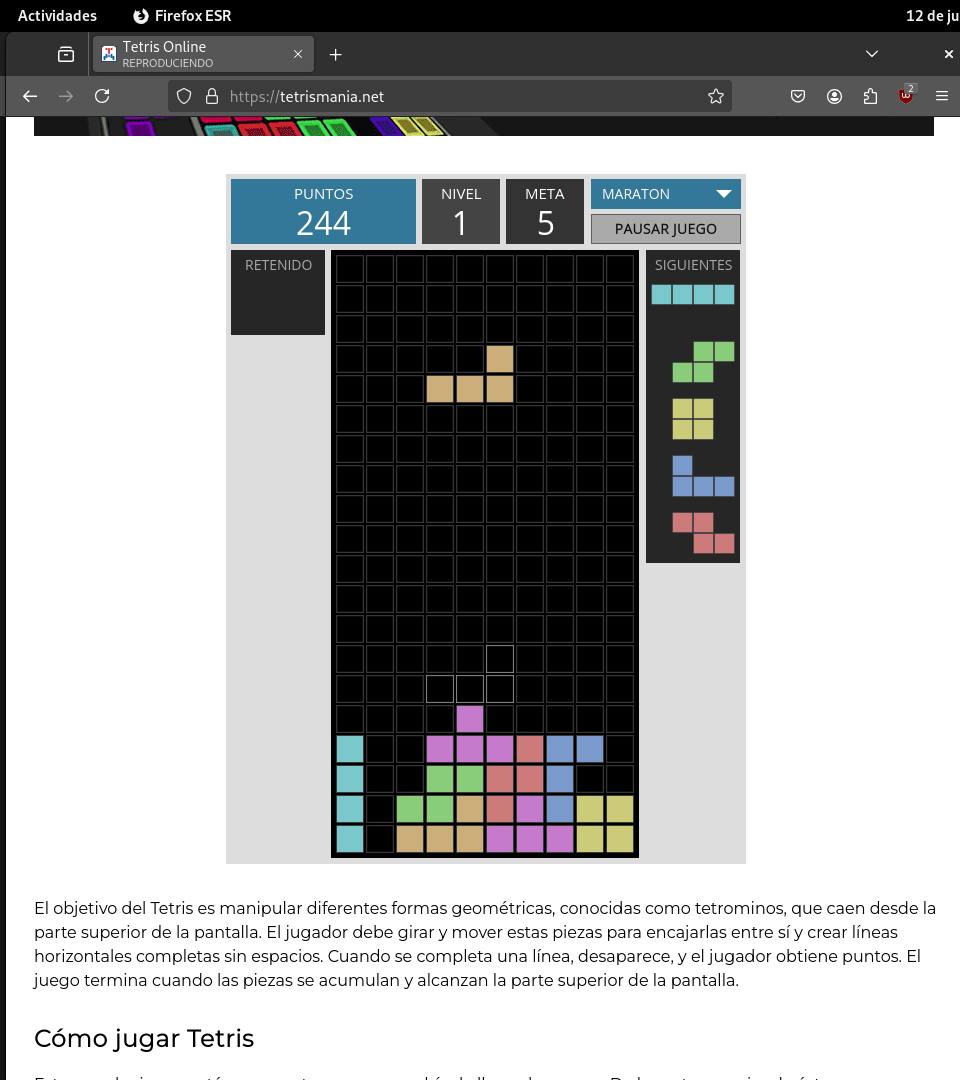 Actividades
Firefox ESR
12 de ju
Tetris Online
REPRODUCIENDO
https://tetrismania.net
2
PUNTOS
244
NIVEL
1
META
5
MARATON
PAUSAR JUEGO
RETENIDO
SIGUIENTES
El objetivo del Tetris es manipular diferentes formas geométricas, conocidas como tetrominos, que caen desde la
parte superior de la pantalla. El jugador debe girar y mover estas piezas para encajarlas entre sí y crear líneas
horizontales completas sin espacios. Cuando se completa una línea, desaparece, y el jugador obtiene puntos. El
juego termina cuando las piezas se acumulan y alcanzan la parte superior de la pantalla.
Cómo jugar Tetris